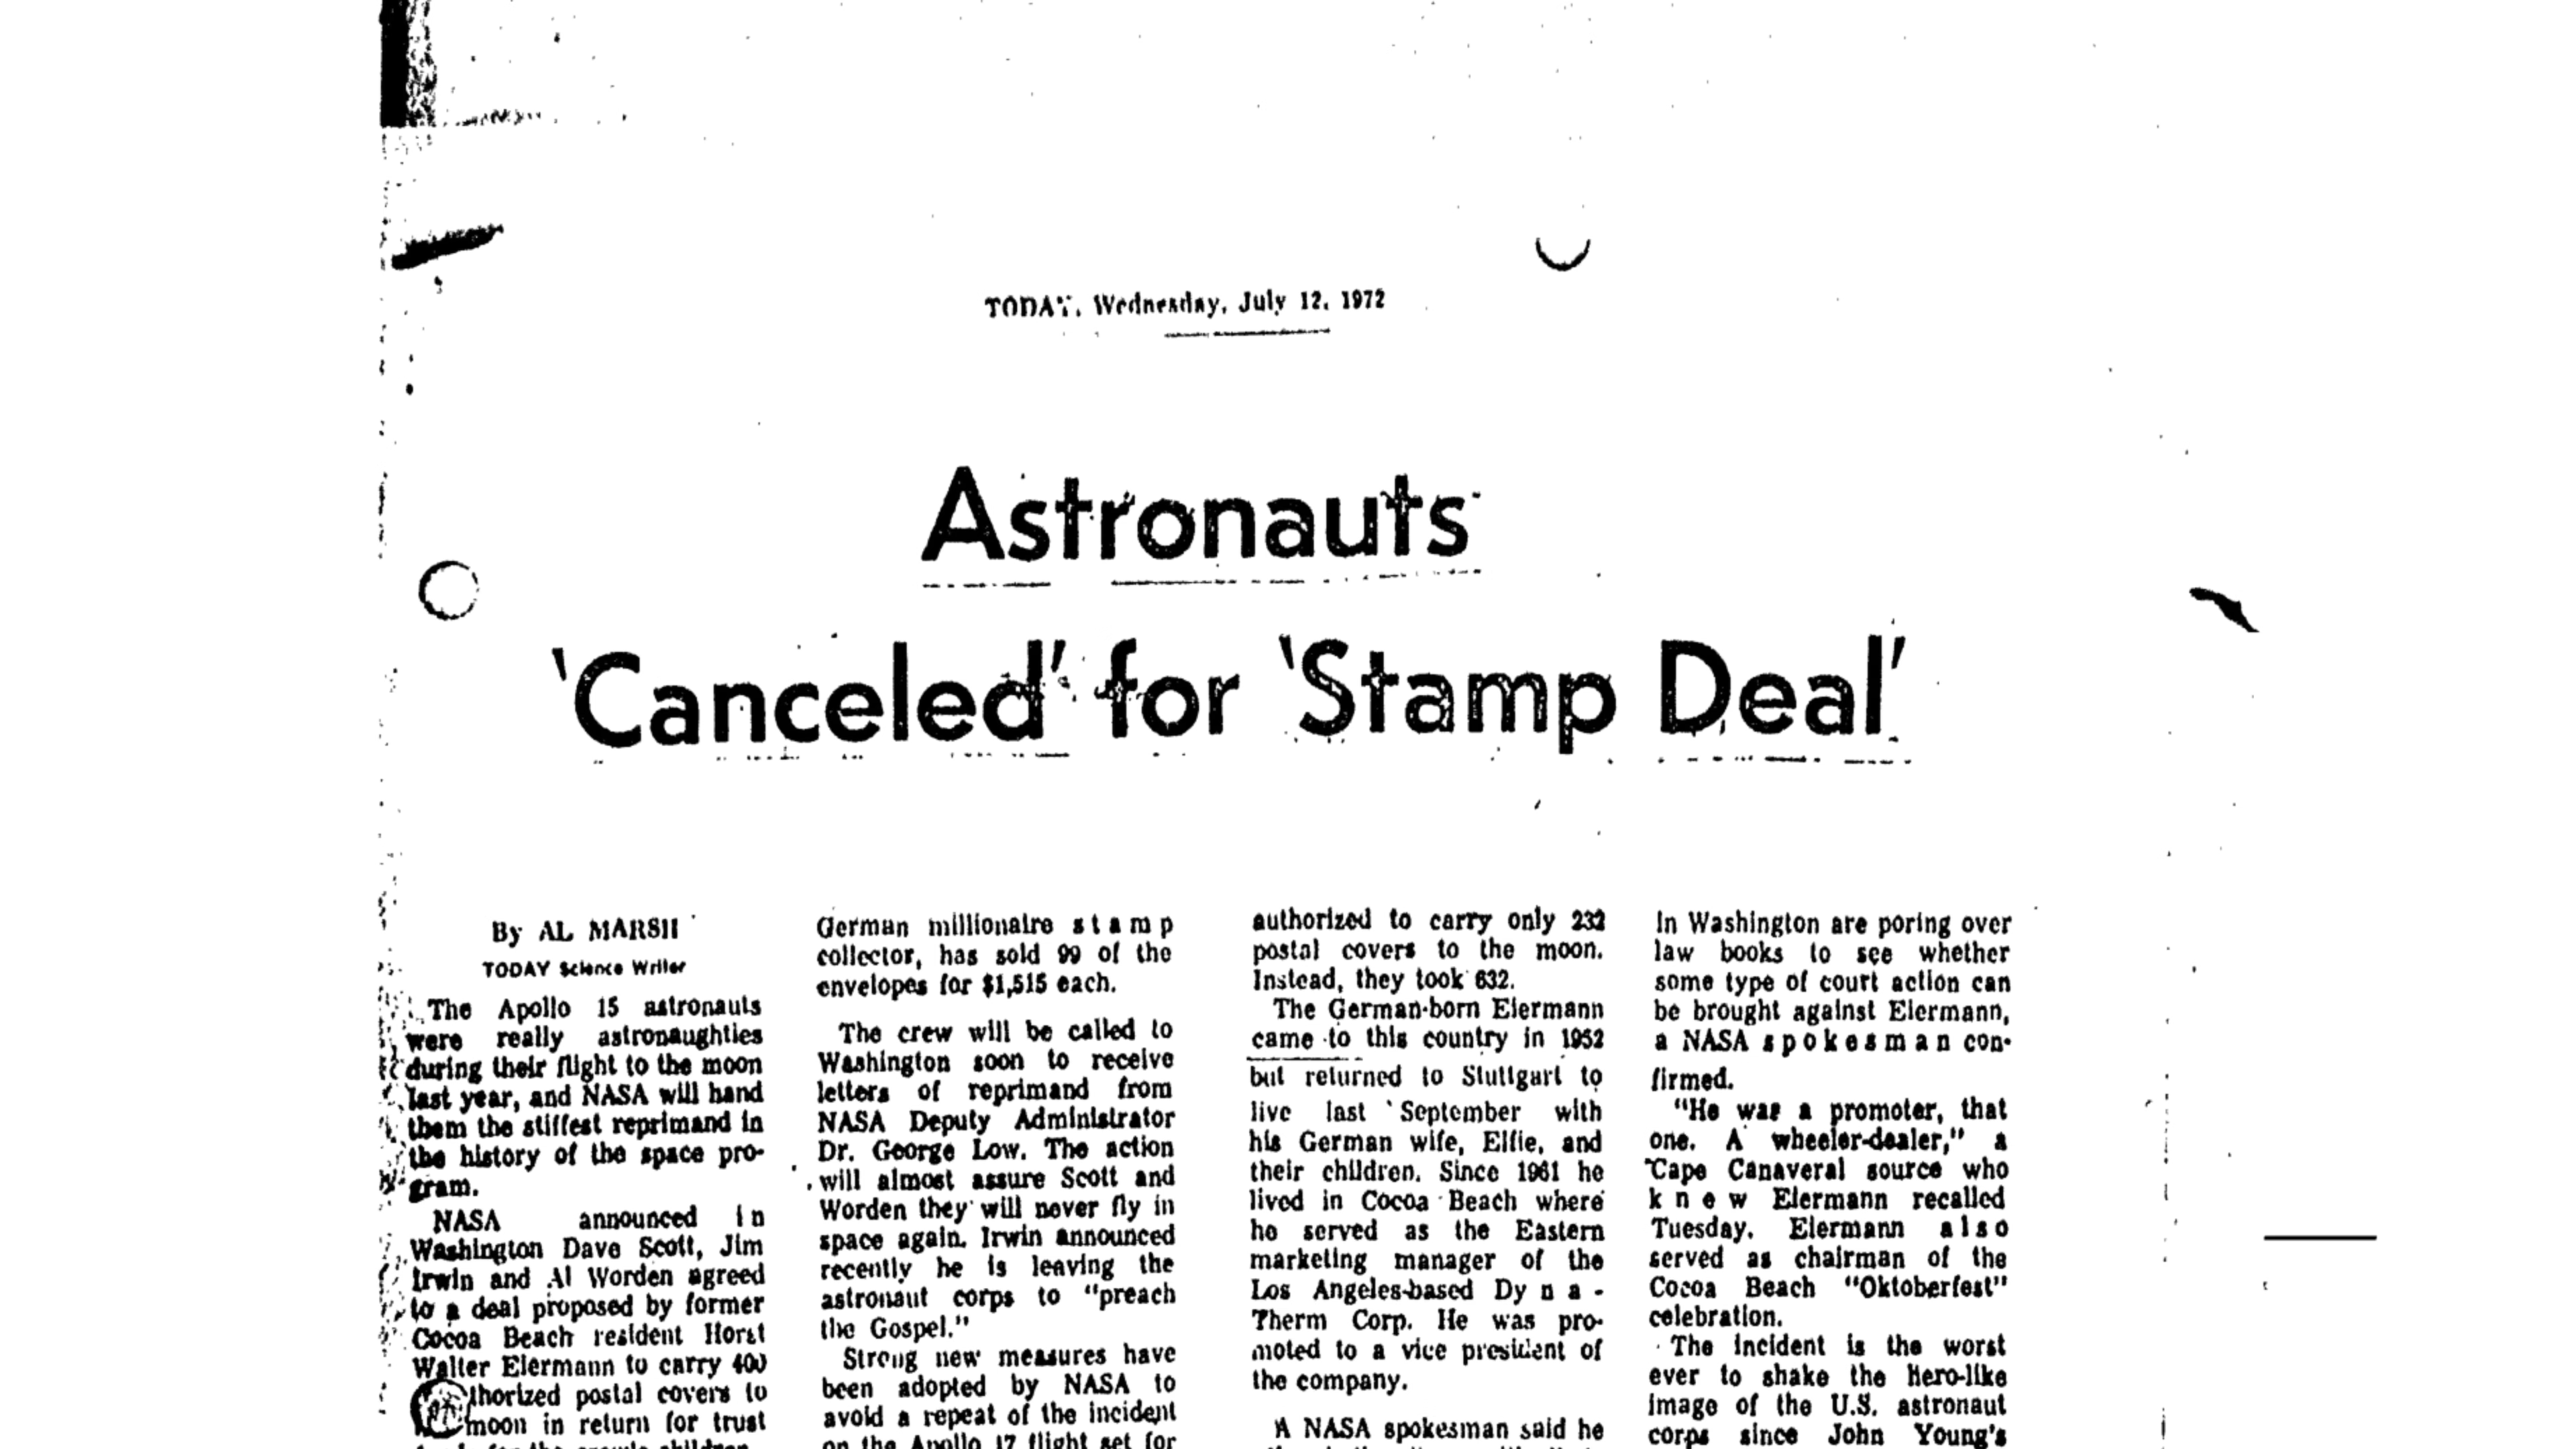 TODAY, Wednesday, July 12, 1972
Astronauts
'Canceled' for 'Stamp Deal'
By AL MARSH
TODAY Science Writer
The Apollo 15 astronauts
were really astronaughties
during their flight to the moon
last year, and NASA will hand
them the stiffest reprimand in
the history of the space pro-
gram.
NASA announced in
Washington Dave Scott, Jim
Irwin and Al Worden agreed
to a deal proposed by former
Cocoa Beach resident Horst
Walter Eiermann to carry 400
thorized postal covers to
moon in return for trust
German millionaire stamp
collector, has sold 99 of the
envelopes for $1,515 each.
The crew will be called to
Washington soon to receive
letters of reprimand from
NASA Deputy Administrator
Dr. George Low. The action
will almost assure Scott and
Worden they will never fly in
space again. Irwin announced
recently he is leaving the
astronaut corps to "preach
the Gospel."
Strong new measures have
been adopted by NASA to
avoid a repeat of the incident
on the Apollo 17 flight set for
authorized to carry only 232
postal covers to the moon.
Instead, they took 632.
The German-born Eiermann
came to this country in 1952
but returned to Stuttgart to
live last September with
his German wife, Elfie, and
their children. Since 1961 he
lived in Cocoa Beach where
he served as the Eastern
marketing manager of the
Los Angeles-based Dyna-
Therm Corp. He was pro-
moted to a vice president of
the company.
A NASA spokesman said he
in Washington are poring over
law books to see whether
some type of court action can
be brought against Eiermann,
a NASA spokesman con-
firmed.
"He was a promoter, that
one. A wheeler-dealer," a
Cape Canaveral source who
knew Eiermann recalled
Tuesday. Eiermann also
served as chairman of the
Cocoa Beach "Oktoberfest"
celebration.
The incident is the worst
ever to shake the hero-like
image of the U.S. astronaut
corps since John Young's